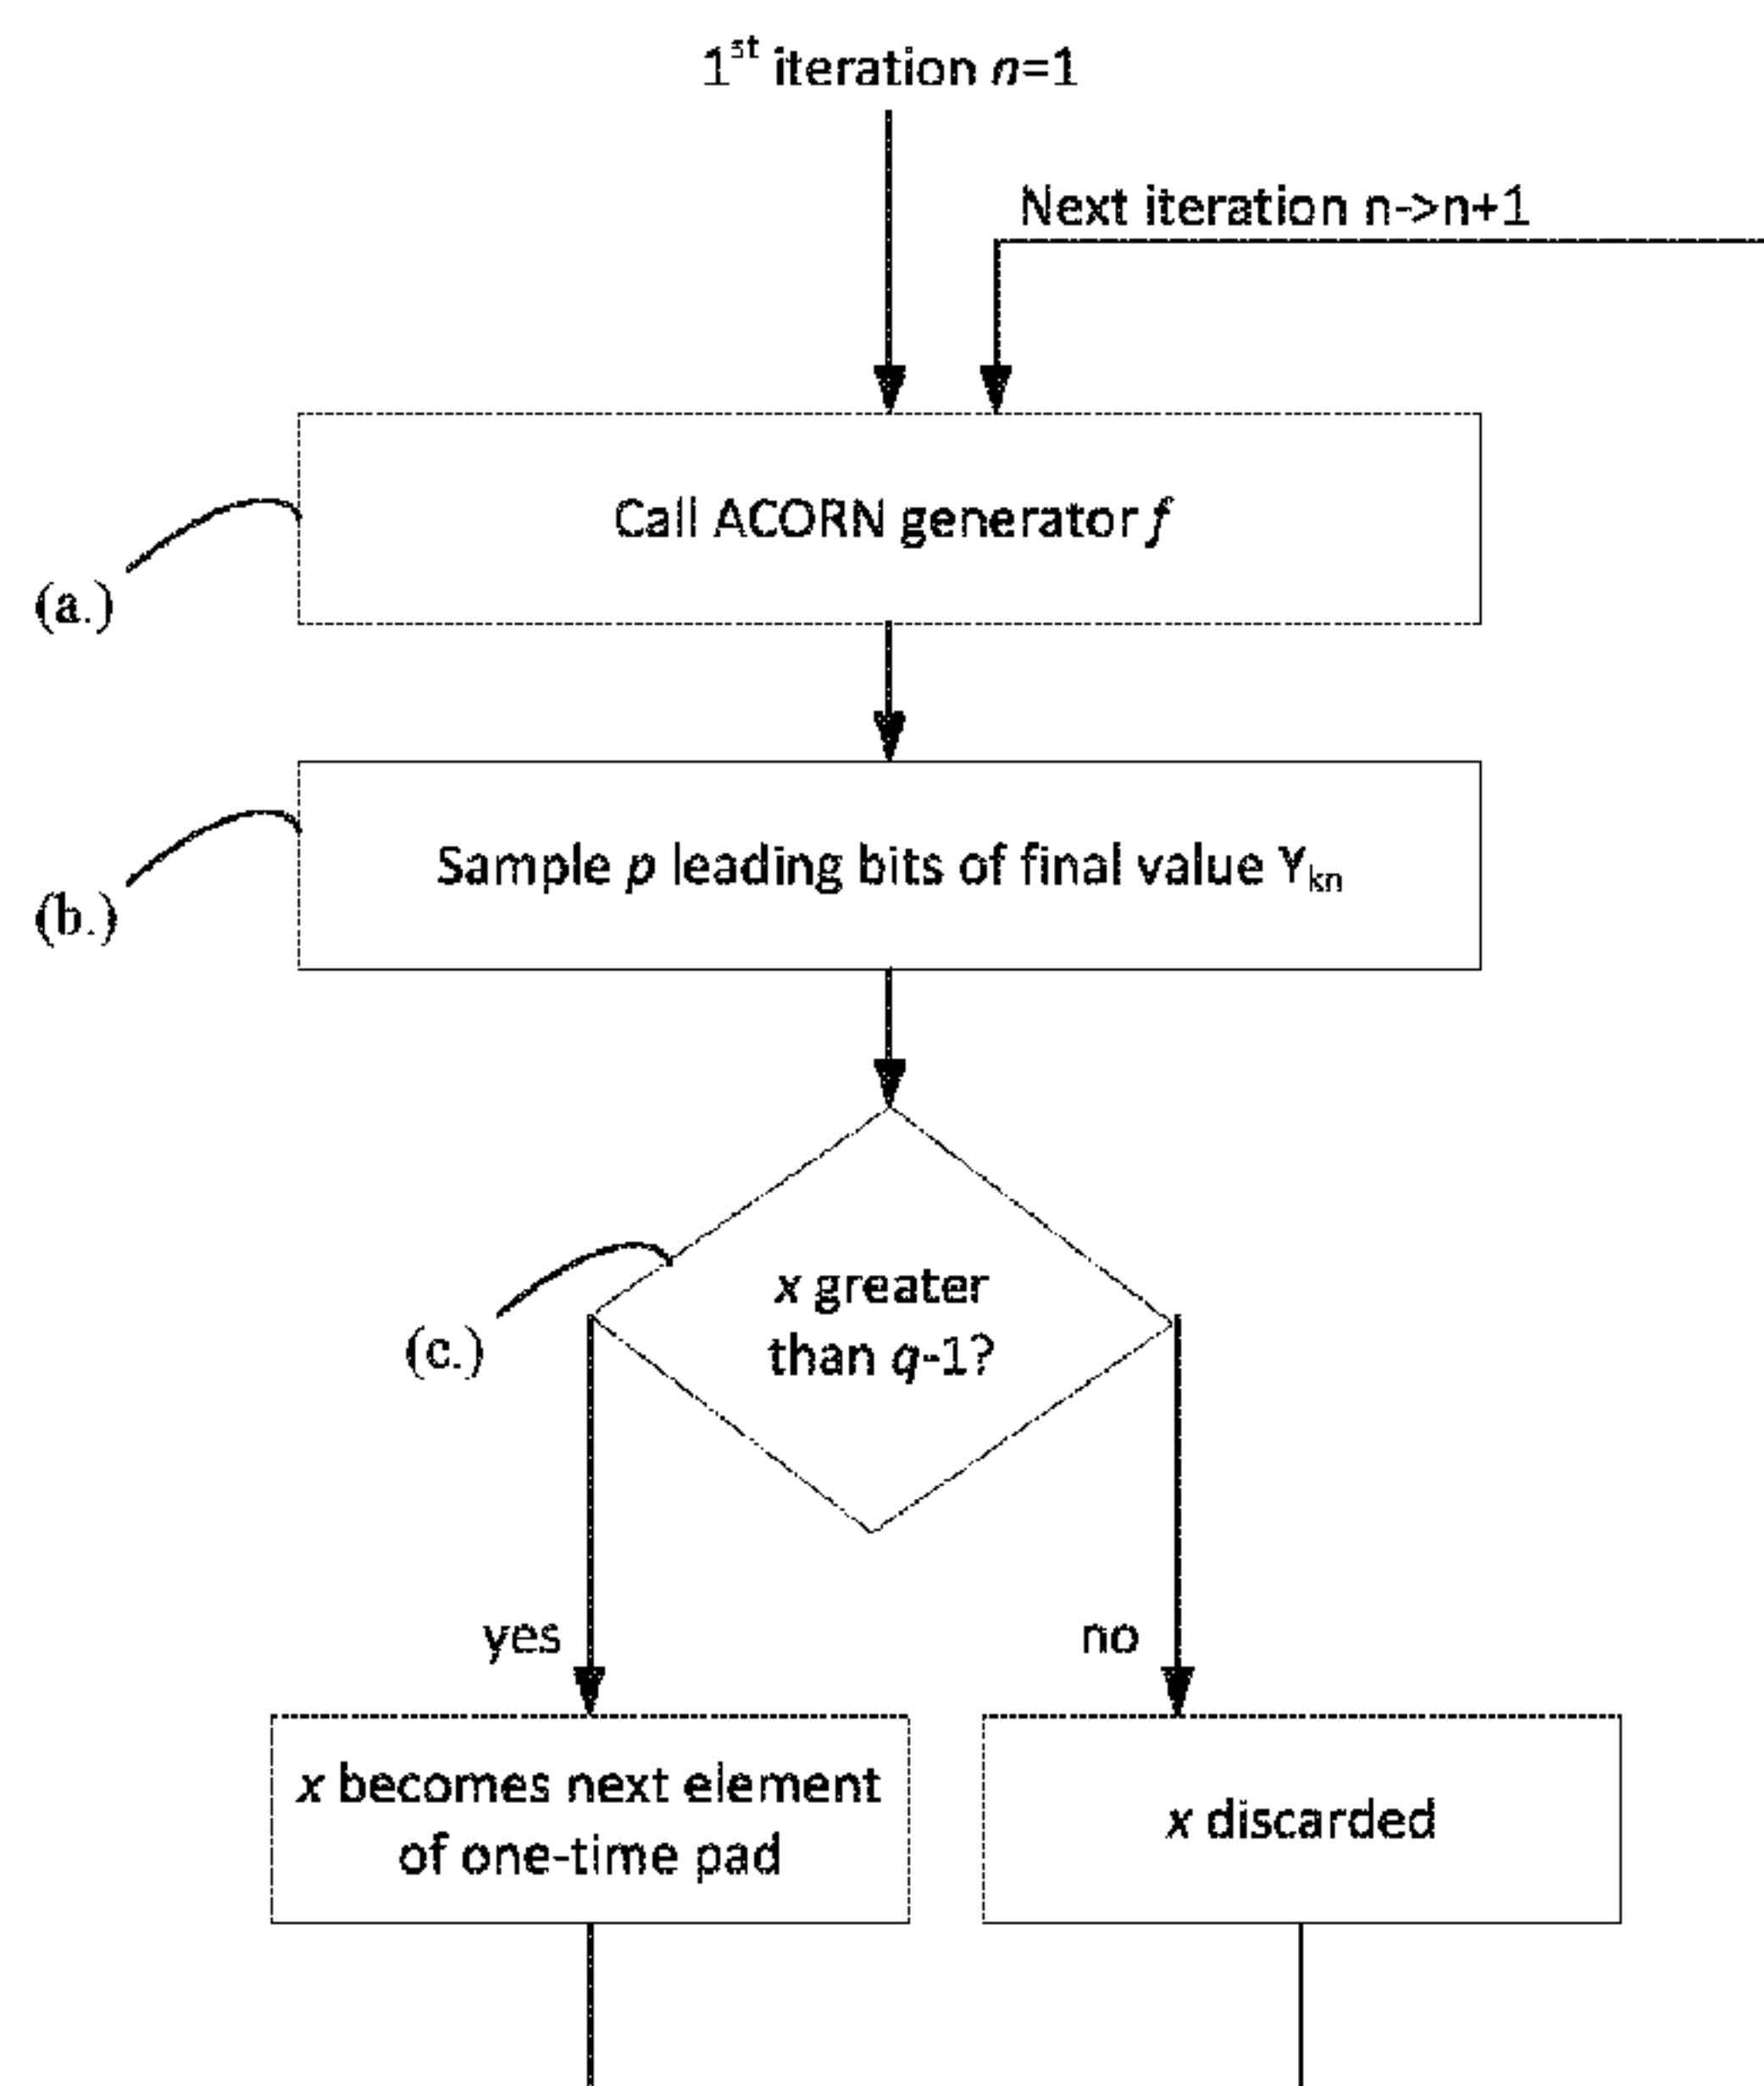 1st iteration n=1
Next iteration n->n+1
Call ACORN generator f
(a.)
Sample p leading bits of final value Ykn
(b.)
x greater
than q-1?
(c.)
yes
no
x becomes next element
of one-time pad
x discarded